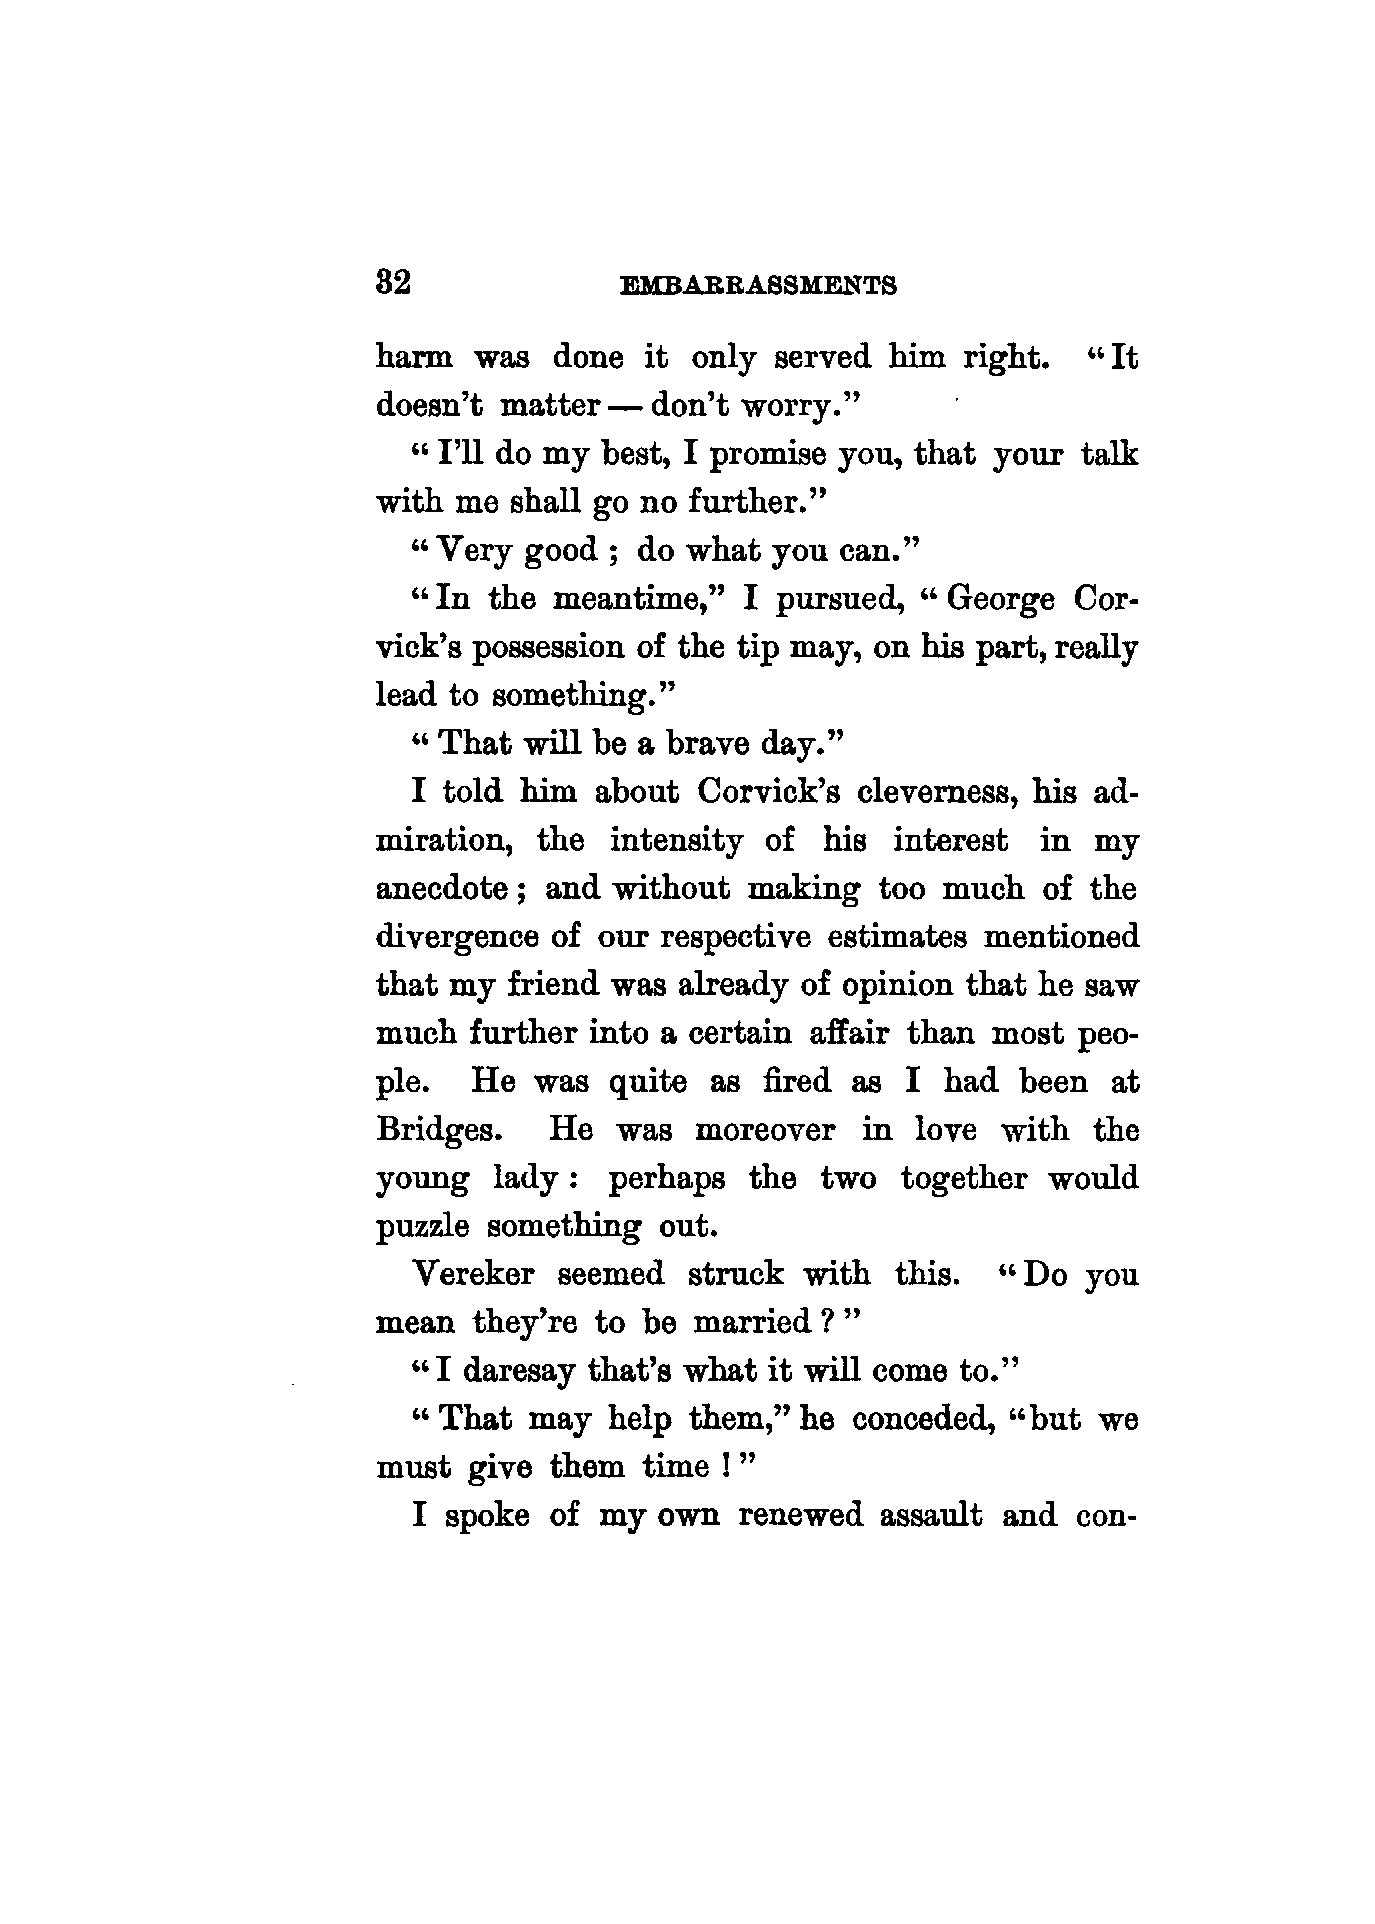 32 EMBARRASSMENTS
harm was done it only served him right. "It
doesn't matter — don't worry."
"I'll do my best, I promise you, that your talk
with me shall go no further."
"Very good; do what you can."
"In the meantime," I pursued, "George Cor-
vick's possession of the tip may, on his part, really
lead to something."
"That will be a brave day."
I told him about Corvick's cleverness, his ad-
miration, the intensity of his interest in my
anecdote; and without making too much of the
divergence of our respective estimates mentioned
that my friend was already of opinion that he saw
much further into a certain affair than most peo-
ple. He was quite as fired as I had been at
Bridges. He was moreover in love with the
young lady: perhaps the two together would
puzzle something out.
Vereker seemed struck with this. "Do you
mean they're to be married?"
"I daresay that's what it will come to."
"That may help them," he conceded, "but we
must give them time!"
I spoke of my own renewed assault and con-